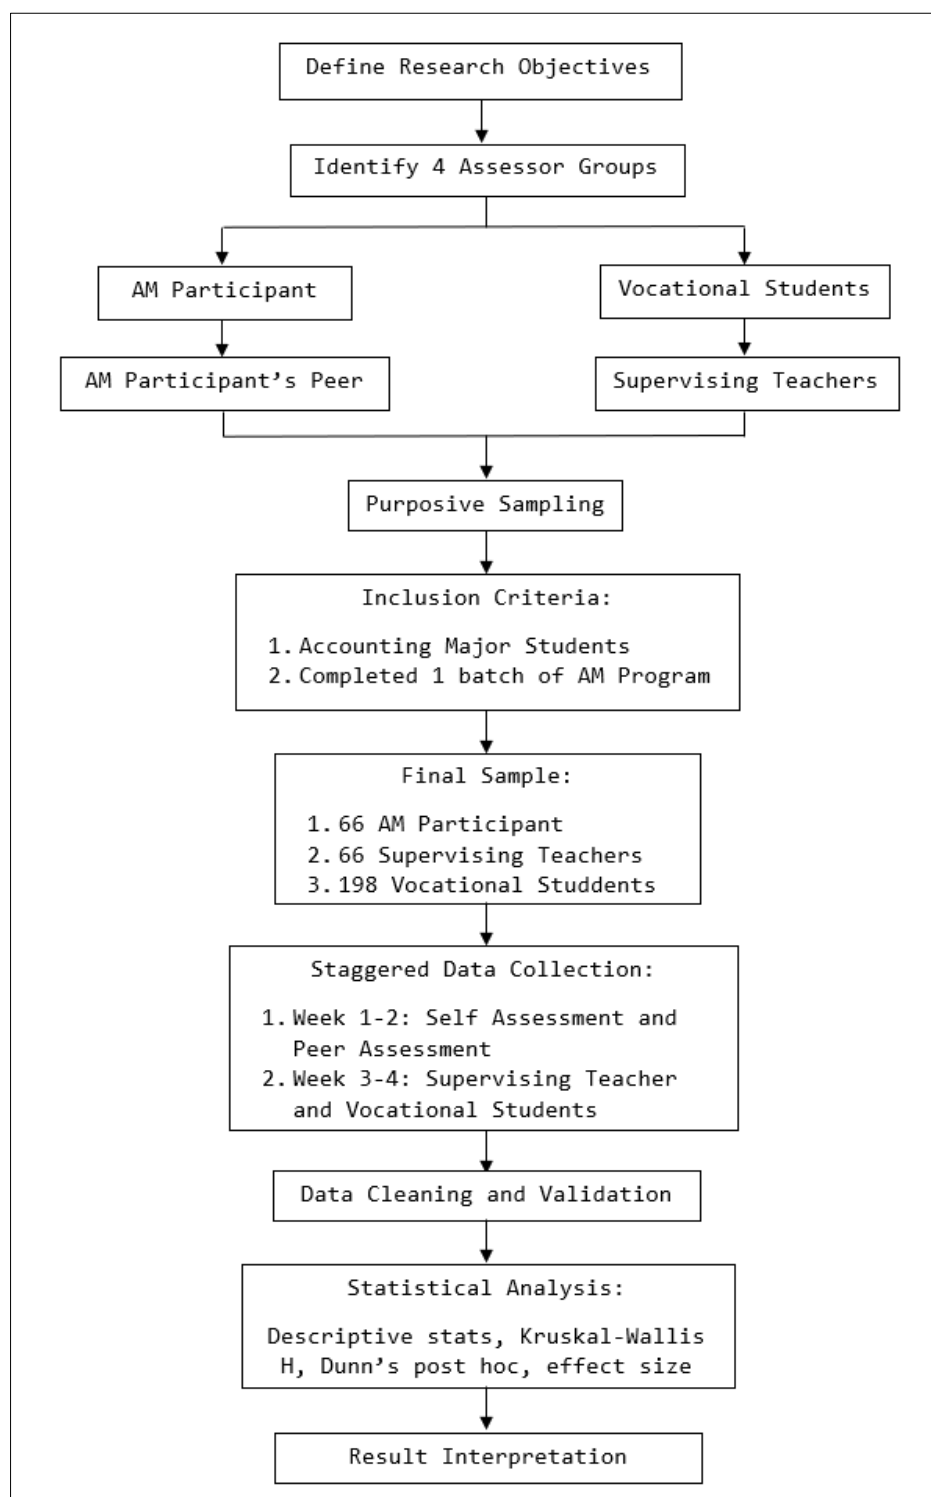 Define Research Objectives
Identify 4 Assessor Groups
AM Participant
Vocational Students
AM Participant’s Peer
Supervising Teachers
Purposive Sampling
Inclusion Criteria:
1. Accounting Major Students
2. Completed 1 batch of AM Program
Final Sample:
1. 66 AM Participant
2. 66 Supervising Teachers
3. 198 Vocational Studdents
Staggered Data Collection:
1. Week 1-2: Self Assessment and
Peer Assessment
2. Week 3-4: Supervising Teacher
and Vocational Students
Data Cleaning and Validation
Statistical Analysis:
Descriptive stats, Kruskal-Wallis
H, Dunn’s post hoc, effect size
Result Interpretation